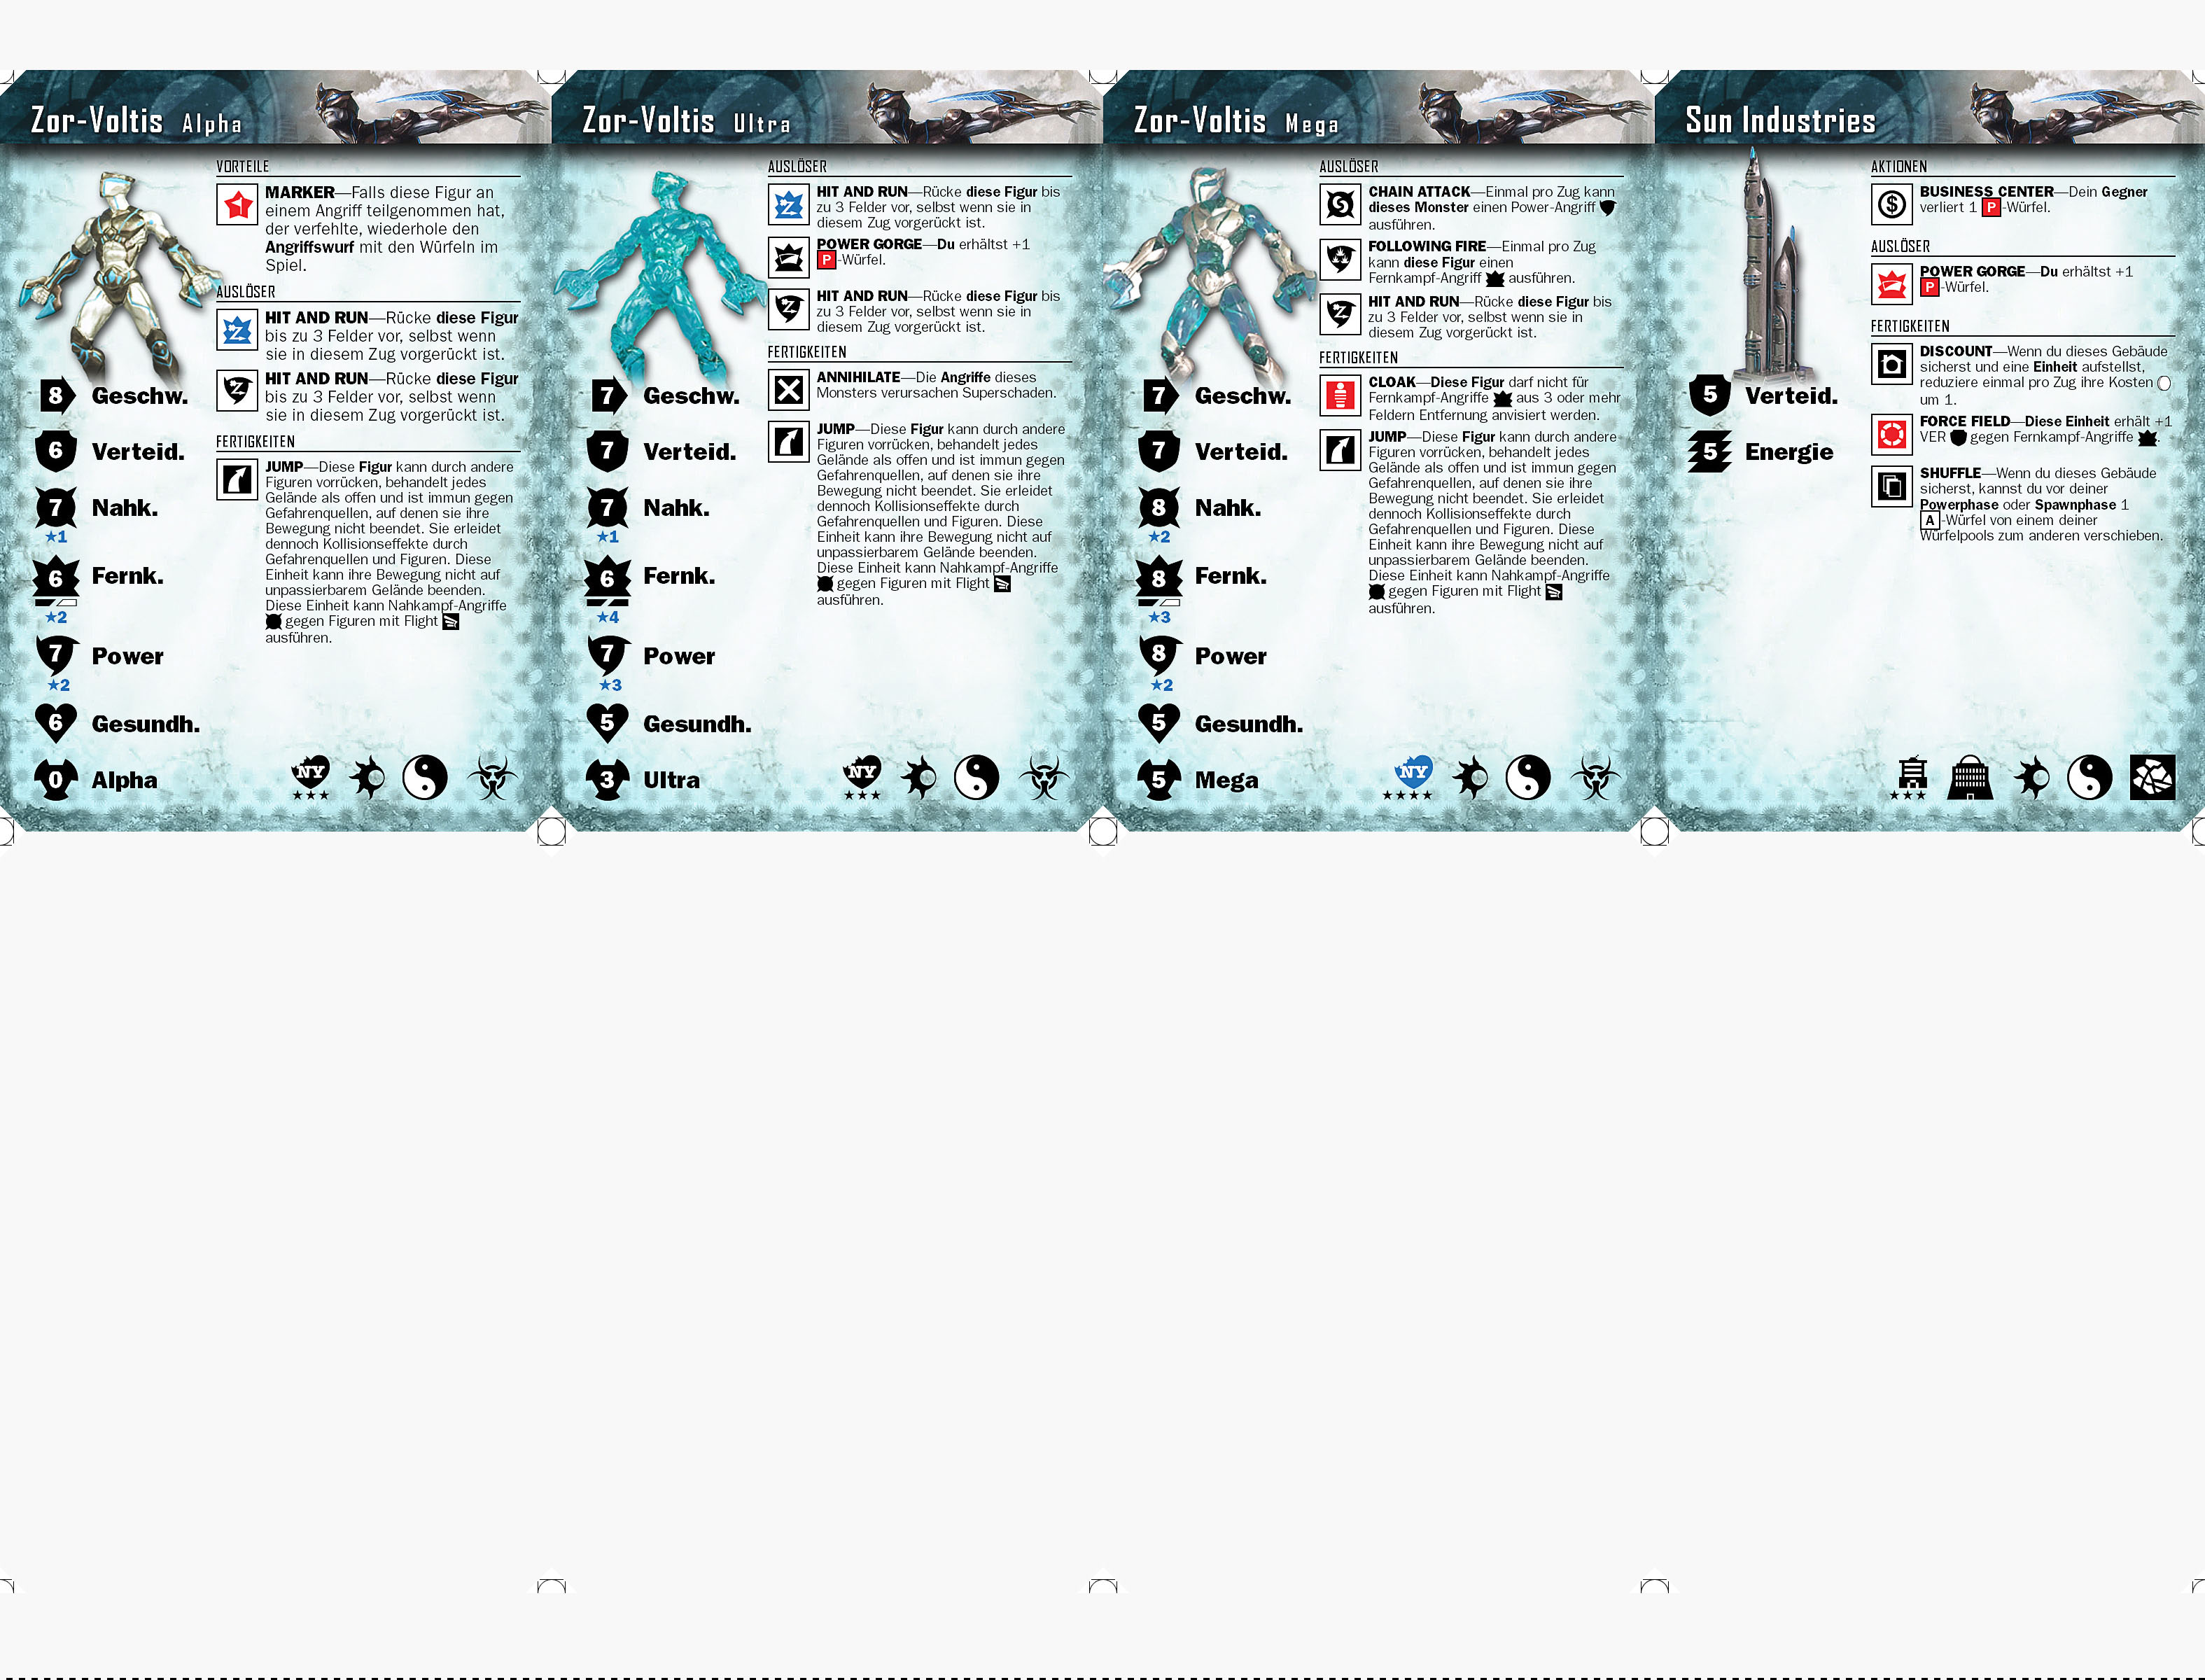 Zor-Voltis Alpha
VORTEILE
MARKER—Falls diese Figur an
einem Angriff teilgenommen hat,
der verfehlte, wiederhole den
Angriffswurf mit den Würfeln im
Spiel.
AUSLÖSER
HIT AND RUN—Rücke diese Figur
bis zu 3 Felder vor, selbst wenn
sie in diesem Zug vorgerückt ist.
HIT AND RUN—Rücke diese Figur
bis zu 3 Felder vor, selbst wenn
sie in diesem Zug vorgerückt ist.
FERTIGKEITEN
JUMP—Diese Figur kann durch andere
Figuren vorrücken, behandelt jedes
Gelände als offen und ist immun gegen
Gefahrenquellen, auf denen sie ihre
Bewegung nicht beendet. Sie erleidet
dennoch Kollisionseffekte durch
Gefahrenquellen und Figuren. Diese
Einheit kann ihre Bewegung nicht auf
unpassierbarem Gelände beenden.
Diese Einheit kann Nahkampf-Angriffe
gegen Figuren mit Flight
ausführen.
8 Geschw.
6 Verteid.
7 Nahk.
★1
6 Fernk.
★2
7 Power
★2
6 Gesundh.
0 Alpha
NY
★★★
Zor-Voltis Ultra
AUSLÖSER
HIT AND RUN—Rücke diese Figur bis
zu 3 Felder vor, selbst wenn sie in
diesem Zug vorgerückt ist.
POWER GORGE—Du erhältst +1
P-Würfel.
HIT AND RUN—Rücke diese Figur bis
zu 3 Felder vor, selbst wenn sie in
diesem Zug vorgerückt ist.
FERTIGKEITEN
ANNIHILATE—Die Angriffe dieses
Monsters verursachen Superschaden.
JUMP—Diese Figur kann durch andere
Figuren vorrücken, behandelt jedes
Gelände als offen und ist immun gegen
Gefahrenquellen, auf denen sie ihre
Bewegung nicht beendet. Sie erleidet
dennoch Kollisionseffekte durch
Gefahrenquellen und Figuren. Diese
Einheit kann ihre Bewegung nicht auf
unpassierbarem Gelände beenden.
Diese Einheit kann Nahkampf-Angriffe
gegen Figuren mit Flight
ausführen.
7 Geschw.
7 Verteid.
7 Nahk.
★1
6 Fernk.
★4
7 Power
★3
5 Gesundh.
3 Ultra
NY
★★★
Zor-Voltis Mega
AUSLÖSER
CHAIN ATTACK—Einmal pro Zug kann
dieses Monster einen Power-Angriff
ausführen.
FOLLOWING FIRE—Einmal pro Zug
kann diese Figur einen
Fernkampf-Angriff ausführen.
HIT AND RUN—Rücke diese Figur bis
zu 3 Felder vor, selbst wenn sie in
diesem Zug vorgerückt ist.
FERTIGKEITEN
CLOAK—Diese Figur darf nicht für
Fernkampf-Angriffe aus 3 oder mehr
Feldern Entfernung anvisiert werden.
JUMP—Diese Figur kann durch andere
Figuren vorrücken, behandelt jedes
Gelände als offen und ist immun gegen
Gefahrenquellen, auf denen sie ihre
Bewegung nicht beendet. Sie erleidet
dennoch Kollisionseffekte durch
Gefahrenquellen und Figuren. Diese
Einheit kann ihre Bewegung nicht auf
unpassierbarem Gelände beenden.
Diese Einheit kann Nahkampf-Angriffe
gegen Figuren mit Flight
ausführen.
7 Geschw.
7 Verteid.
8 Nahk.
★2
8 Fernk.
★3
8 Power
★2
5 Gesundh.
5 Mega
NY
★★★★
Sun Industries
AKTIONEN
BUSINESS CENTER—Dein Gegner
verliert 1 P-Würfel.
AUSLÖSER
POWER GORGE—Du erhältst +1
P-Würfel.
FERTIGKEITEN
DISCOUNT—Wenn du dieses Gebäude
sicherst und eine Einheit aufstellst,
reduziere einmal pro Zug ihre Kosten
um 1.
FORCE FIELD—Diese Einheit erhält +1
VER gegen Fernkampf-Angriffe.
SHUFFLE—Wenn du dieses Gebäude
sicherst, kannst du vor deiner
Powerphase oder Spawnphase 1
A-Würfel von einem deiner
Würfelpools zum anderen verschieben.
5 Verteid.
5 Energie
★★★